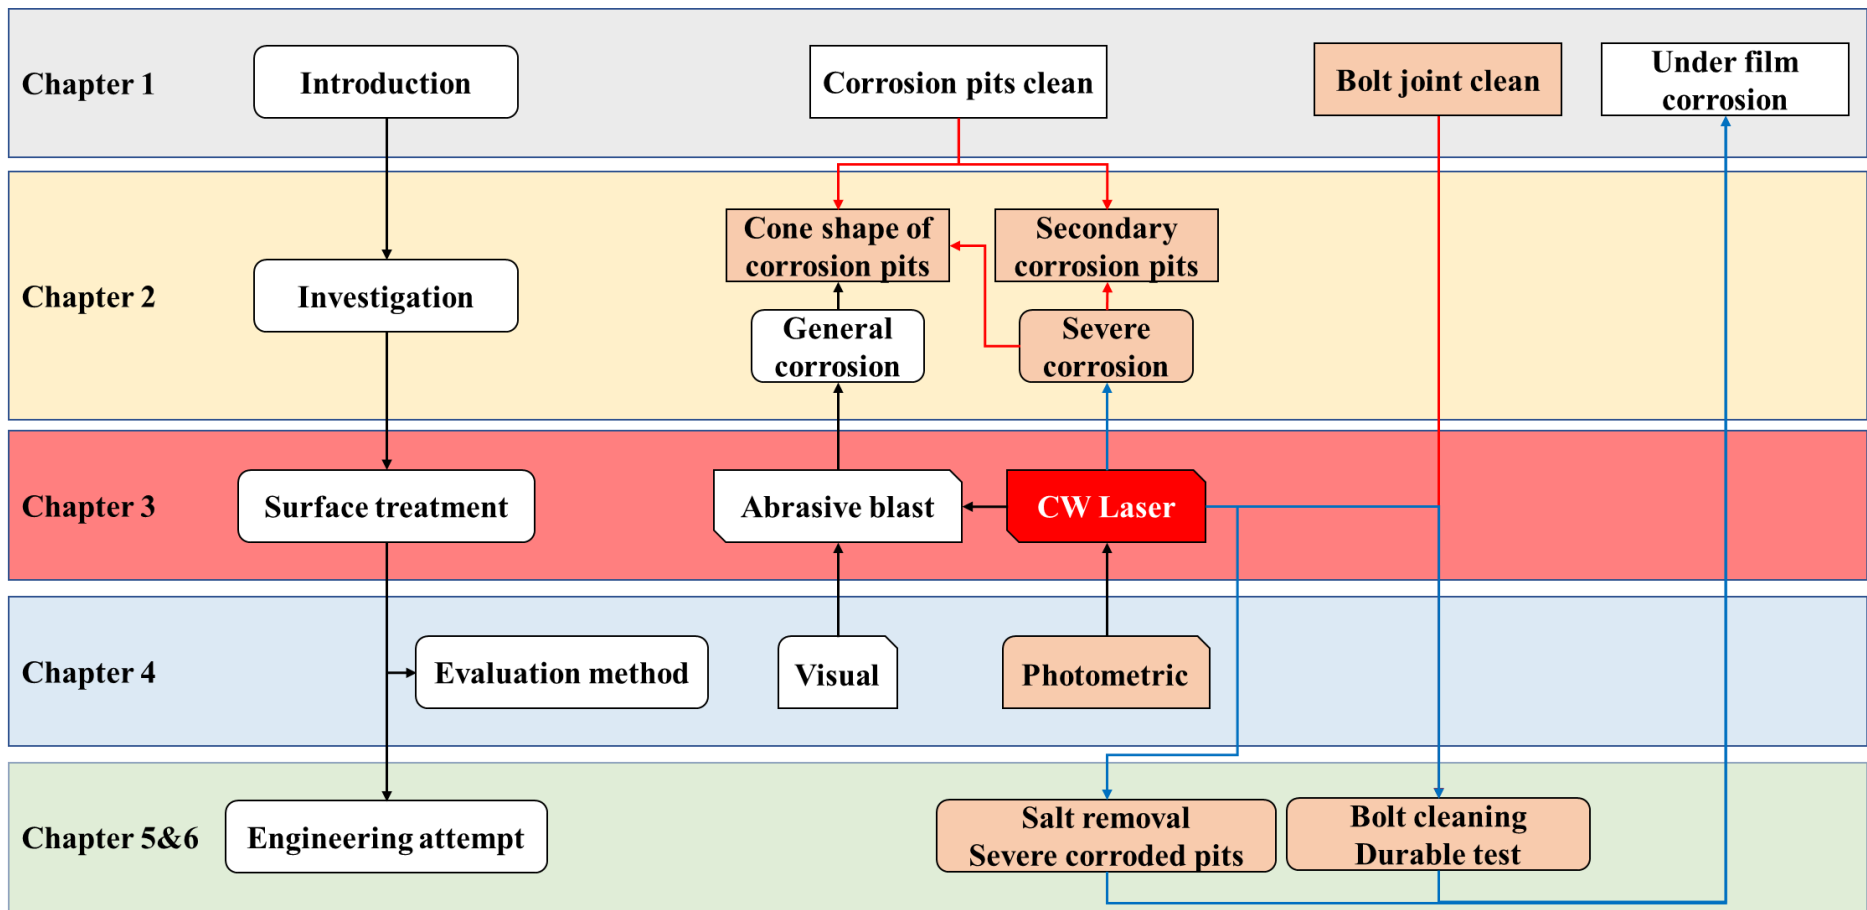 Chapter 1
Introduction
Corrosion pits clean
Bolt joint clean
Under film
corrosion
Chapter 2
Investigation
Cone shape of
corrosion pits
Secondary
corrosion pits
General
corrosion
Severe
corrosion
Chapter 3
Surface treatment
Abrasive blast
CW Laser
Chapter 4
Evaluation method
Visual
Photometric
Chapter 5&6
Engineering attempt
Salt removal
Severe corroded pits
Bolt cleaning
Durable test